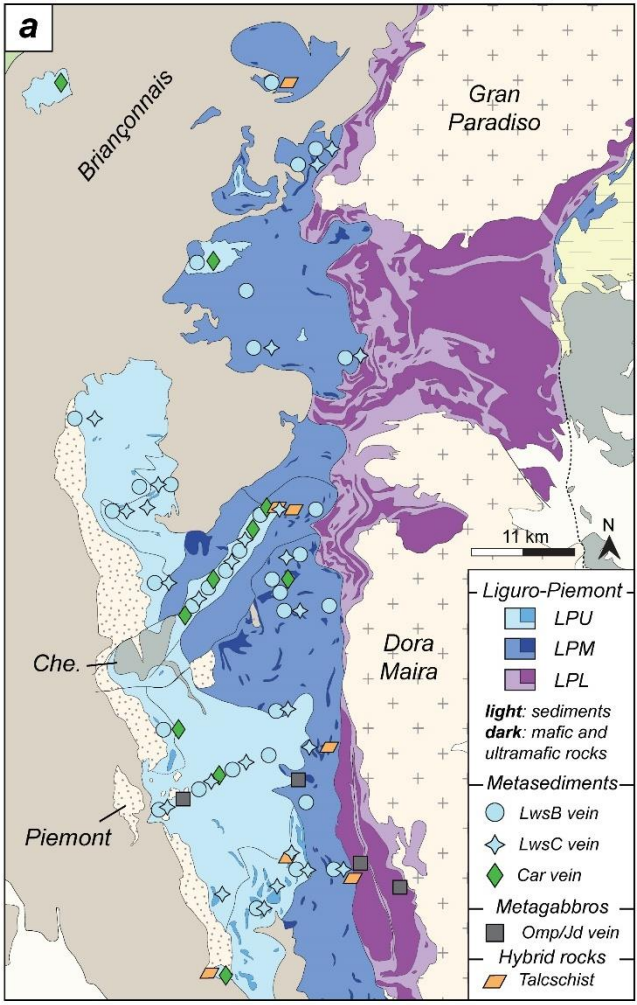 a
Briançonnais
Gran
Paradiso
11 km
N
Dora
Maira
Che.
Piemont
Liguro-Piemont
LPU
LPM
LPL
light: sediments
dark: mafic and
ultramafic rocks
Metasediments
LwsB vein
LwsC vein
Car vein
Metagabbros
Omp/Jd vein
Hybrid rocks
Talcschist